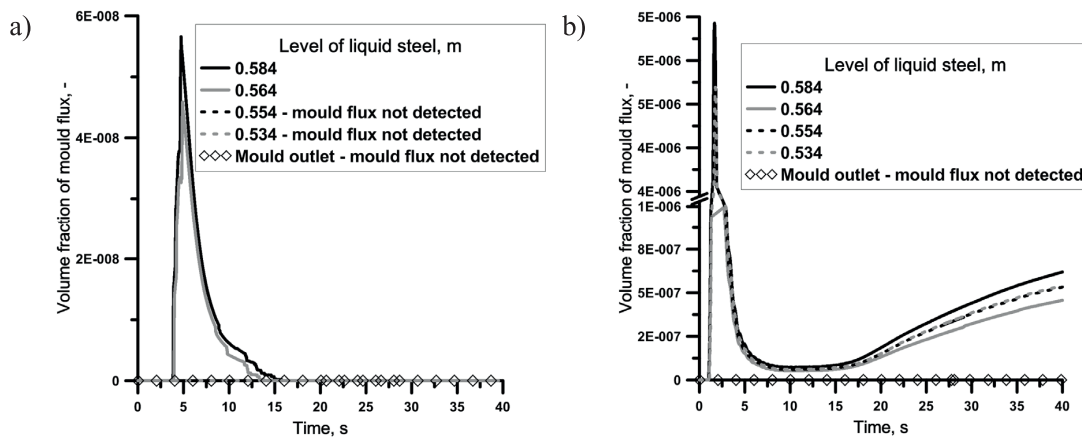 a)
Volume fraction of mould flux, -
6E-008
4E-008
2E-008
0
Level of liquid steel, m
0.584
0.564
0.554 - mould flux not detected
0.534 - mould flux not detected
Mould outlet - mould flux not detected
0 5 10 15 20 25 30 35 40
Time, s
b)
Volume fraction of mould flux, -
5E-006
5E-006
5E-006
4E-006
4E-006
1E-006
8E-007
5E-007
2E-007
0
Level of liquid steel, m
0.584
0.564
0.554
0.534
Mould outlet - mould flux not detected
0 5 10 15 20 25 30 35 40
Time, s